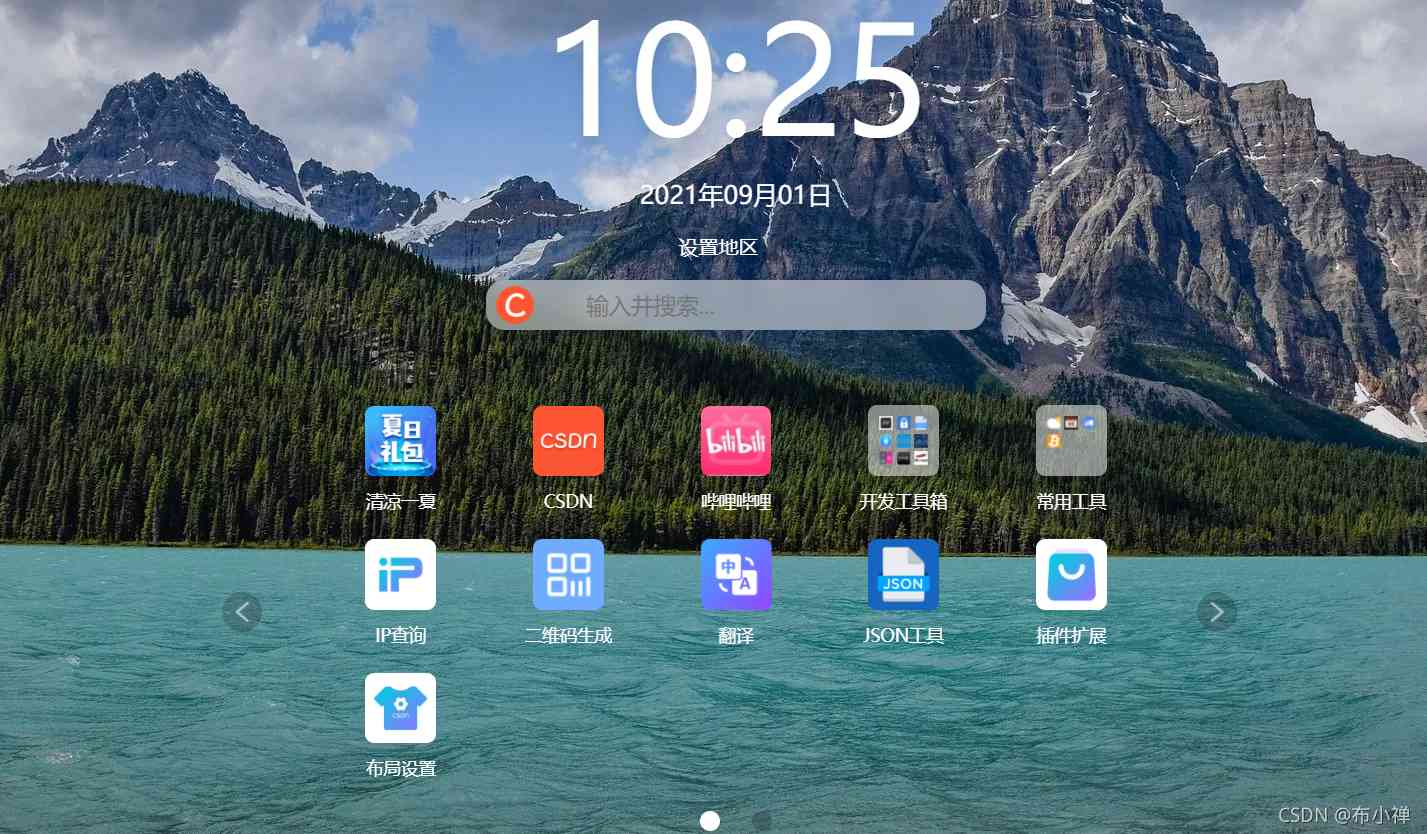 10:25
2021年09月01日
设置地区
C 输入并搜索...
夏日
礼包
CSDN
bilibili
清凉一夏 CSDN 哔哩哔哩 开发工具箱 常用工具
iP
中 A
JSON
IP查询 二维码生成 翻译 JSON工具 插件扩展
CSDN
布局设置
CSDN @布小禅